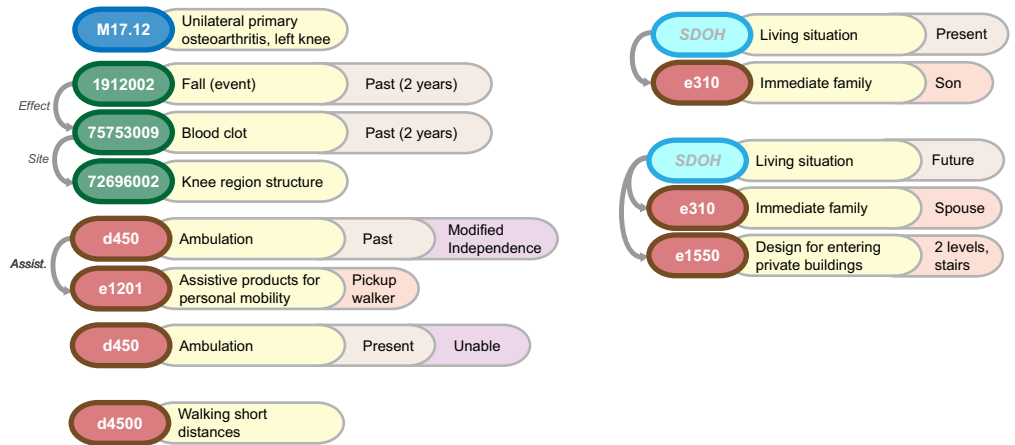 M17.12
Unilateral primary
osteoarthritis, left knee
1912002
Fall (event)
Past (2 years)
Effect
75753009
Blood clot
Past (2 years)
Site
72696002
Knee region structure
d450
Ambulation
Past
Modified
Independence
Assist.
e1201
Assistive products for
personal mobility
Pickup
walker
d450
Ambulation
Present
Unable
d4500
Walking short
distances
SDOH
Living situation
Present
e310
Immediate family
Son
SDOH
Living situation
Future
e310
Immediate family
Spouse
e1550
Design for entering
private buildings
2 levels,
stairs